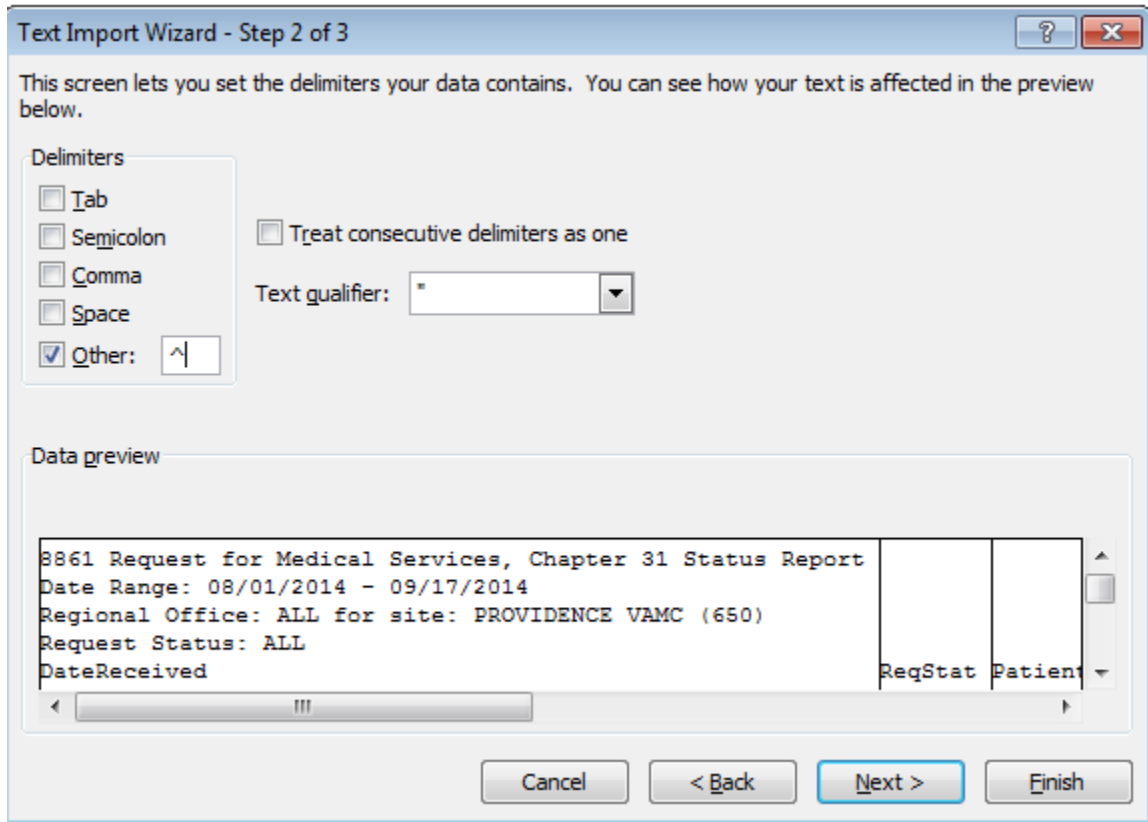 Text Import Wizard - Step 2 of 3
This screen lets you set the delimiters your data contains.  You can see how your text is affected in the preview
below.
Delimiters
Tab
Semicolon
Comma
Space
Other: ^
Treat consecutive delimiters as one
Text qualifier: "
Data preview
8861 Request for Medical Services, Chapter 31 Status Report
Date Range: 08/01/2014 - 09/17/2014
Regional Office: ALL for site: PROVIDENCE VAMC (650)
Request Status: ALL
DateReceived ReqStat Patient
Cancel < Back Next > Finish